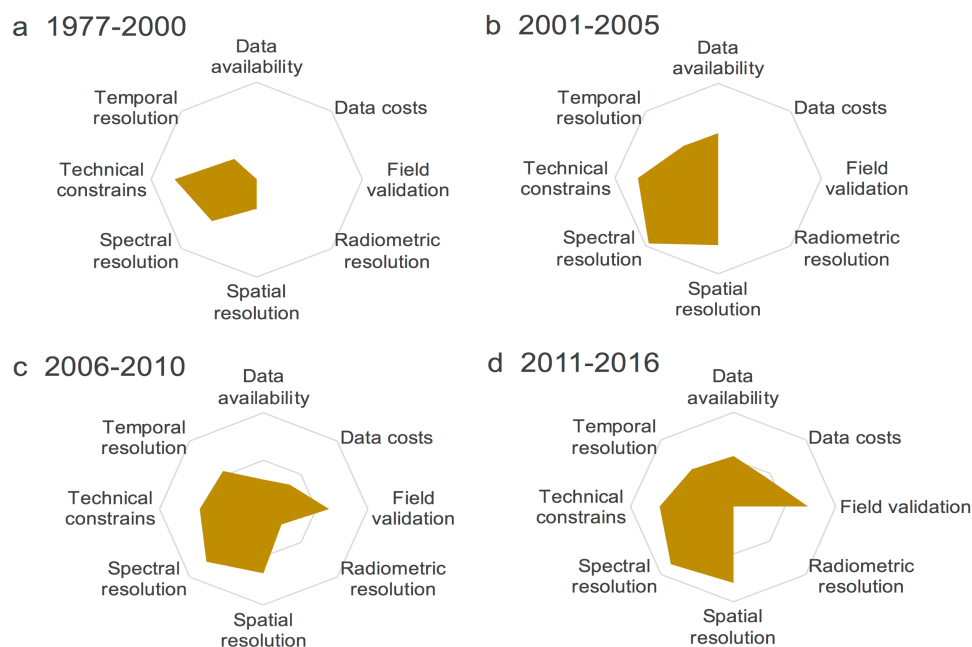 a 1977-2000
Data
availability
Temporal
resolution
Data costs
Technical
constrains
Field
validation
Spectral
resolution
Radiometric
resolution
Spatial
resolution
b 2001-2005
Data
availability
Temporal
resolution
Data costs
Technical
constrains
Field
validation
Spectral
resolution
Radiometric
resolution
Spatial
resolution
c 2006-2010
Data
availability
Temporal
resolution
Data costs
Technical
constrains
Field
validation
Spectral
resolution
Radiometric
resolution
Spatial
resolution
d 2011-2016
Data
availability
Temporal
resolution
Data costs
Technical
constrains
Field validation
Spectral
resolution
Radiometric
resolution
Spatial
resolution